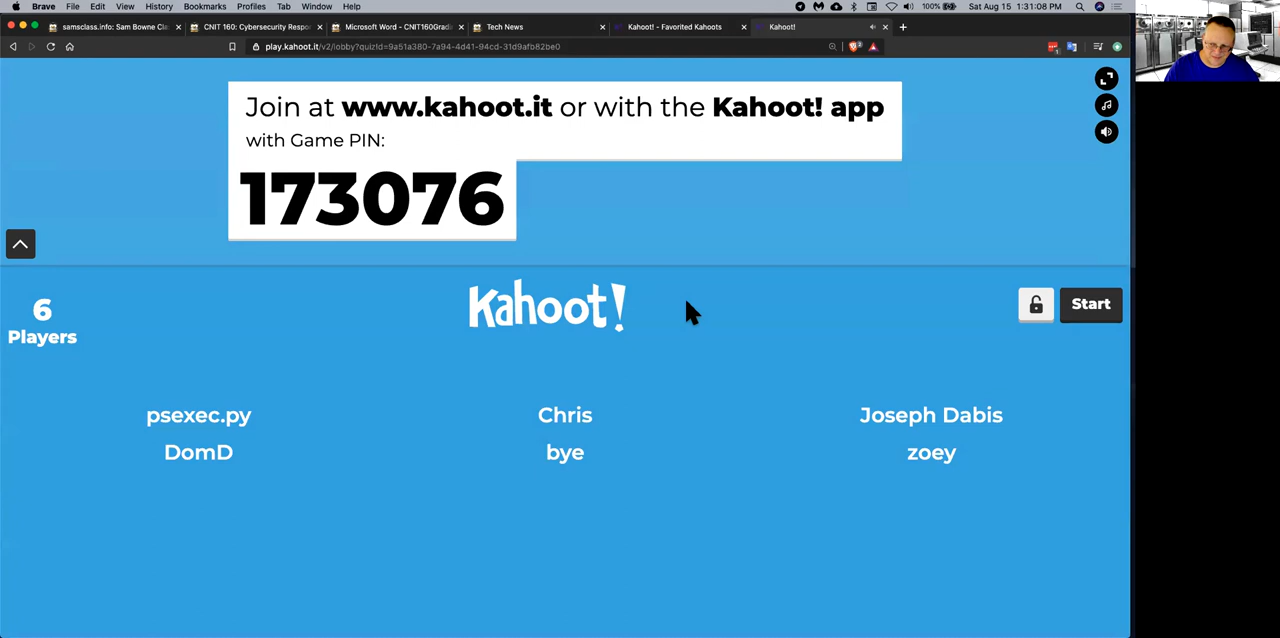 Brave File Edit View History Bookmarks Profiles Tab Window Help 100% Sat Aug 15 1:31:08 PM
samsclass.info: Sam Bowne Cla CNIT 160: Cybersecurity Respo Microsoft Word - CNIT160Gradi Tech News Kahoot! - Favorited Kahoots Kahoot!
play.kahoot.it/v2/lobby?quizId=9a51a380-7a94-4d41-94cd-31d9afb82be0
Join at www.kahoot.it or with the Kahoot! app
with Game PIN:
173076
6
Players
Kahoot!
Start
psexec.py Chris Joseph Dabis
DomD bye zoey